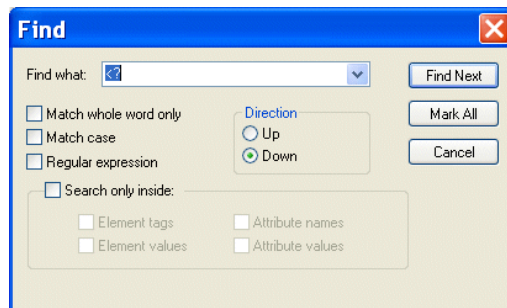 Find
Find what: <? Find Next
Match whole word only Direction Mark All
Match case Up
Regular expression Down Cancel
Search only inside:
Element tags Attribute names
Element values Attribute values